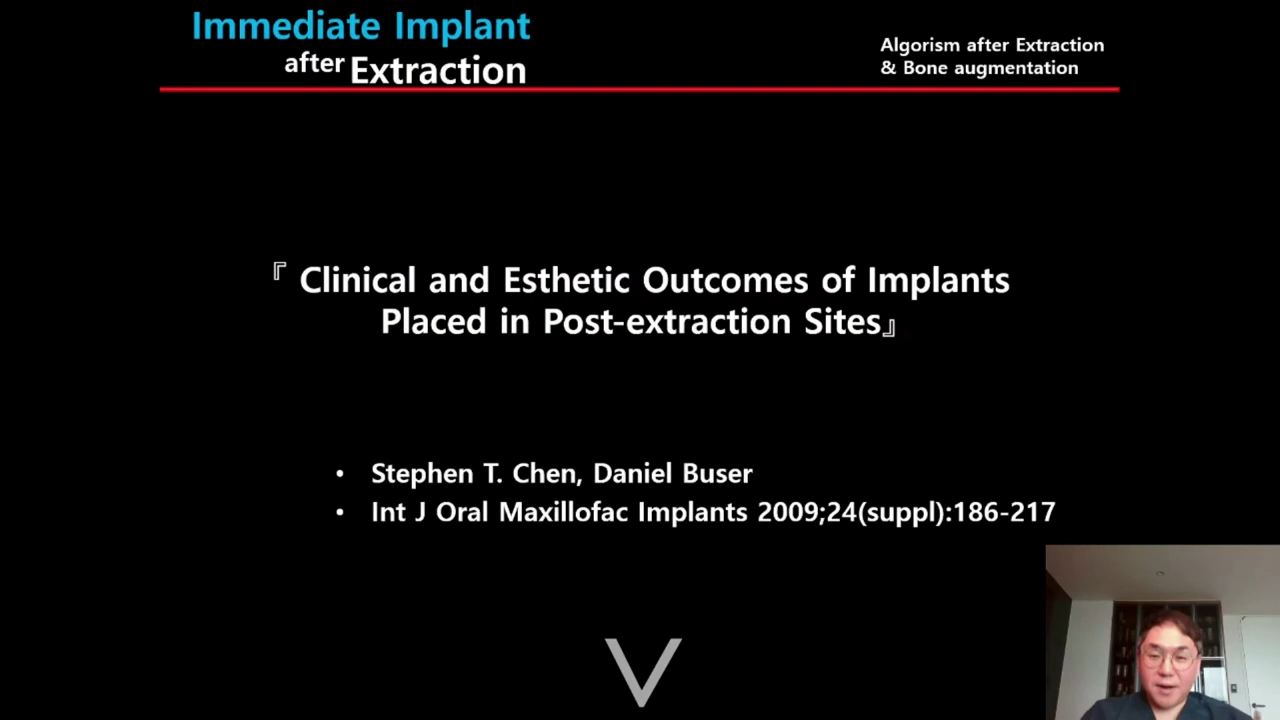 Immediate Implant
after Extraction
Algorism after Extraction
& Bone augmentation
『 Clinical and Esthetic Outcomes of Implants
Placed in Post-extraction Sites』
• Stephen T. Chen, Daniel Buser
• Int J Oral Maxillofac Implants 2009;24(suppl):186-217